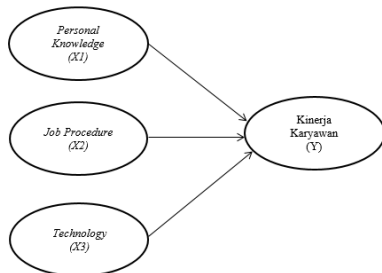 Personal
Knowledge
(X1)
Job Procedure
(X2)
Technology
(X3)
Kinerja
Karyawan
(Y)